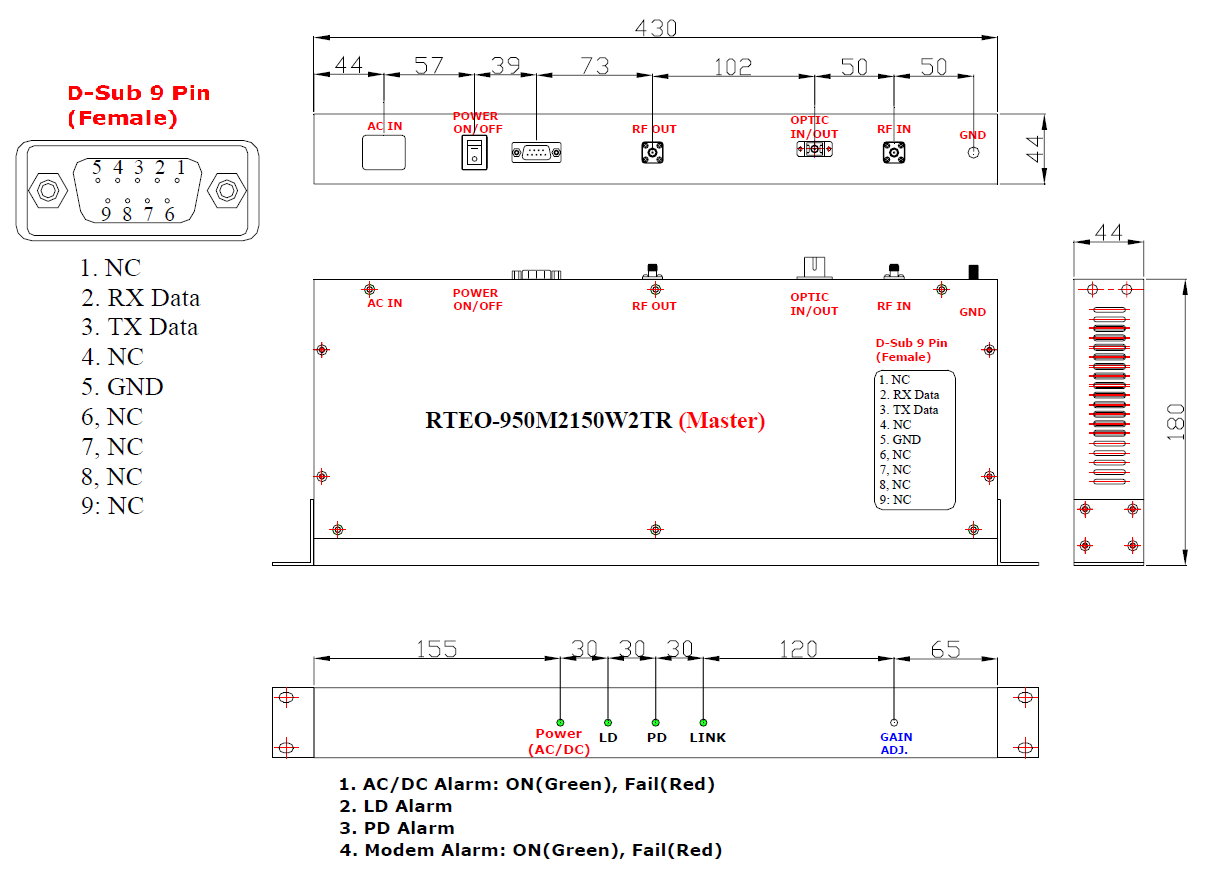 430
44 57 39 73 102 50 50
D-Sub 9 Pin
(Female)
AC IN
POWER
ON/OFF
RF OUT
OPTIC
IN/OUT
RF IN
GND
44
5 4 3 2 1
9 8 7 6
1. NC
2. RX Data
3. TX Data
4. NC
5. GND
6, NC
7, NC
8, NC
9: NC
44
AC IN
POWER
ON/OFF
RF OUT
OPTIC
IN/OUT
RF IN
GND
D-Sub 9 Pin
(Female)
1. NC
2. RX Data
3. TX Data
4. NC
5. GND
6, NC
7, NC
8, NC
9: NC
RTEO-950M2150W2TR (Master)
180
155 30 30 30 120 65
Power
(AC/DC)
LD
PD
LINK
GAIN
ADJ.
1. AC/DC Alarm: ON(Green), Fail(Red)
2. LD Alarm
3. PD Alarm
4. Modem Alarm: ON(Green), Fail(Red)